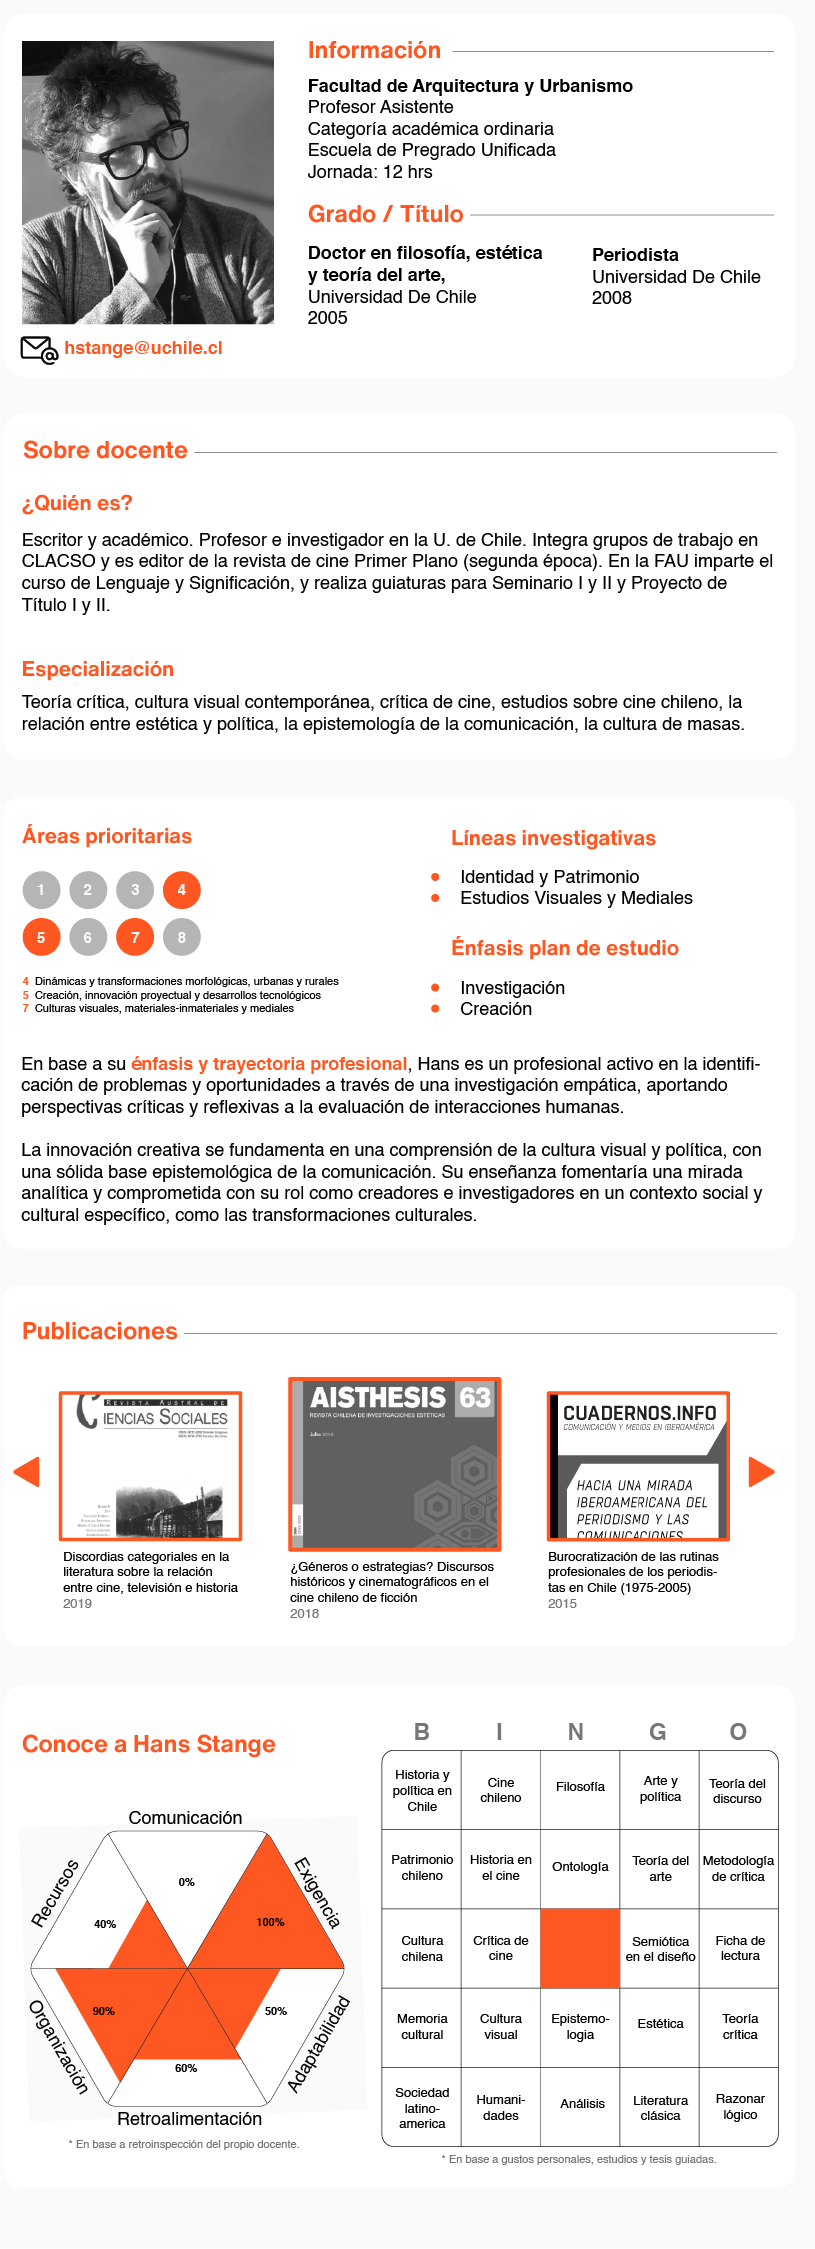 Información
Facultad de Arquitectura y Urbanismo
Profesor Asistente
Categoría académica ordinaria
Escuela de Pregrado Unificada
Jornada: 12 hrs
Grado / Título
Doctor en filosofía, estética
y teoría del arte,
Universidad De Chile
2005
Periodista
Universidad De Chile
2008
hstange@uchile.cl
Sobre docente
¿Quién es?
Escritor y académico. Profesor e investigador en la U. de Chile. Integra grupos de trabajo en
CLACSO y es editor de la revista de cine Primer Plano (segunda época). En la FAU imparte el
curso de Lenguaje y Significación, y realiza guiaturas para Seminario I y II y Proyecto de
Título I y II.
Especialización
Teoría crítica, cultura visual contemporánea, crítica de cine, estudios sobre cine chileno, la
relación entre estética y política, la epistemología de la comunicación, la cultura de masas.
Áreas prioritarias
1 2 3 4
5 6 7 8
4 Dinámicas y transformaciones morfológicas, urbanas y rurales
5 Creación, innovación proyectual y desarrollos tecnológicos
7 Culturas visuales, materiales-inmateriales y mediales
Líneas investigativas
Identidad y Patrimonio
Estudios Visuales y Mediales
Énfasis plan de estudio
Investigación
Creación
En base a su énfasis y trayectoria profesional, Hans es un profesional activo en la identifi-
cación de problemas y oportunidades a través de una investigación empática, aportando
perspectivas críticas y reflexivas a la evaluación de interacciones humanas.
La innovación creativa se fundamenta en una comprensión de la cultura visual y política, con
una sólida base epistemológica de la comunicación. Su enseñanza fomentaría una mirada
analítica y comprometida con su rol como creadores e investigadores en un contexto social y
cultural específico, como las transformaciones culturales.
Publicaciones
REVISTA AUSTRAL DE
CIENCIAS SOCIALES
Discordias categoriales en la
literatura sobre la relación
entre cine, televisión e historia
2019
AISTHESIS 63
REVISTA CHILENA DE INVESTIGACIONES ESTÉTICAS
Julio 2018
¿Géneros o estrategias? Discursos
históricos y cinematográficos en el
cine chileno de ficción
2018
CUADERNOS.INFO
COMUNICACIÓN Y MEDIOS EN IBEROAMÉRICA
HACIA UNA MIRADA
IBEROAMERICANA DEL
PERIODISMO Y LAS
COMUNICACIONES
Burocratización de las rutinas
profesionales de los periodis-
tas en Chile (1975-2005)
2015
Conoce a Hans Stange
Comunicación
Exigencia
Adaptabilidad
Retroalimentación
Organización
Recursos
0%
100%
50%
60%
90%
40%
* En base a retroinspección del propio docente.
B I N G O
Historia y
política en
Chile
Cine
chileno
Filosofía
Arte y
política
Teoría del
discurso
Patrimonio
chileno
Historia en
el cine
Ontología
Teoría del
arte
Metodología
de crítica
Cultura
chilena
Crítica de
cine
Semiótica
en el diseño
Ficha de
lectura
Memoria
cultural
Cultura
visual
Epistemo-
logia
Estética
Teoría
crítica
Sociedad
latino-
america
Humani-
dades
Análisis
Literatura
clásica
Razonar
lógico
* En base a gustos personales, estudios y tesis guiadas.